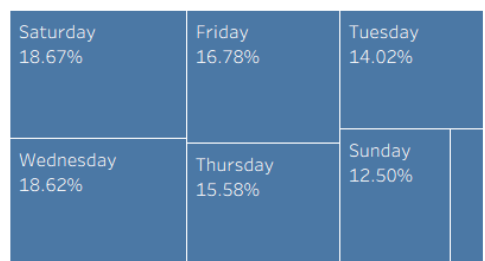 Saturday
18.67%
Wednesday
18.62%
Friday
16.78%
Thursday
15.58%
Tuesday
14.02%
Sunday
12.50%